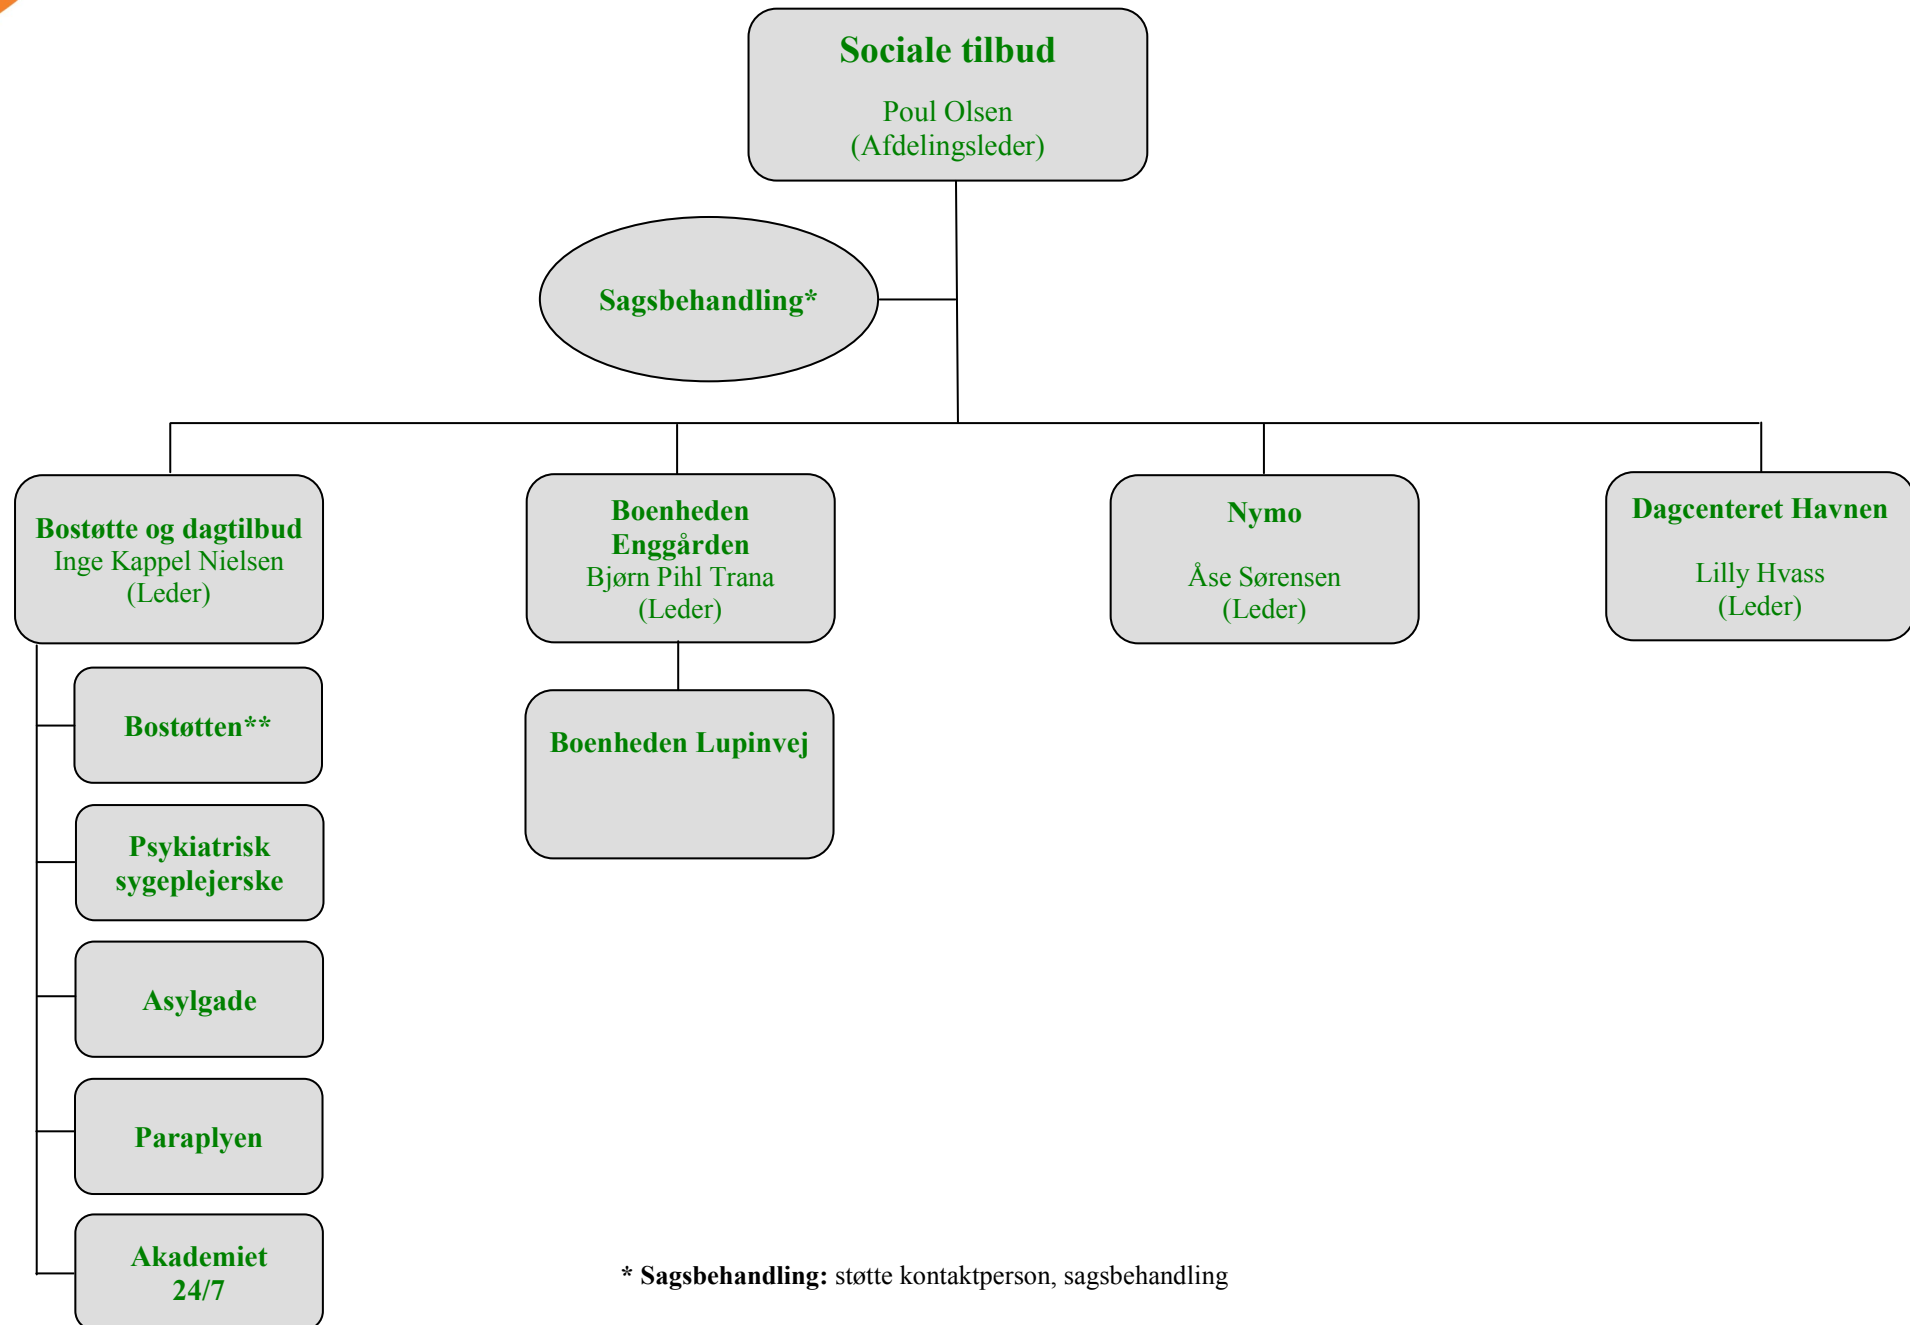 Sociale tilbud
Poul Olsen
(Afdelingsleder)
Sagsbehandling*
Bostøtte og dagtilbud
Inge Kappel Nielsen
(Leder)
Boenheden
Enggården
Bjørn Pihl Trana
(Leder)
Nymo
Åse Sørensen
(Leder)
Dagcenteret Havnen
Lilly Hvass
(Leder)
Bostøtten**
Psykiatrisk
sygeplejerske
Asylgade
Paraplyen
Akademiet
24/7
Boenheden Lupinvej
* Sagsbehandling: støtte kontaktperson, sagsbehandling